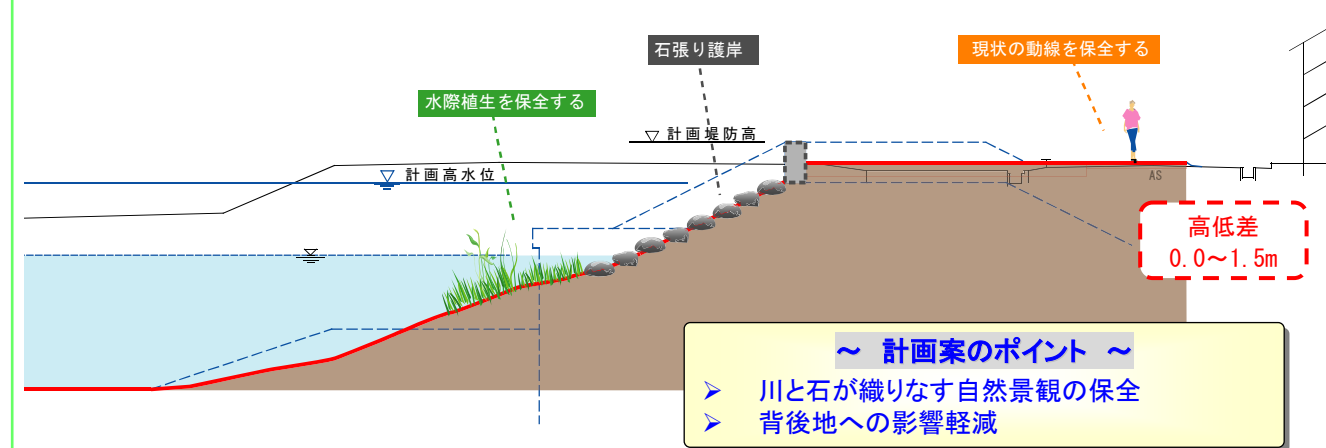 石張り護岸
現状の動線を保全する
水際植生を保全する
▽ 計画堤防高
▽ 計画高水位
AS
高低差
0.0～1.5m
～ 計画案のポイント ～
➢ 川と石が織りなす自然景観の保全
➢ 背後地への影響軽減